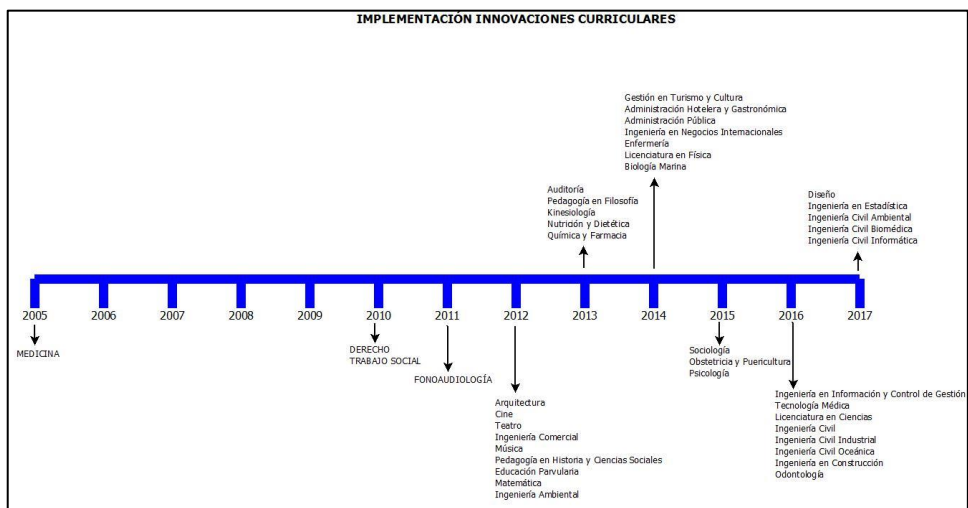 IMPLEMENTACIÓN INNOVACIONES CURRICULARES
Gestión en Turismo y Cultura
Administración Hotelera y Gastronómica
Administración Pública
Ingeniería en Negocios Internacionales
Enfermería
Licenciatura en Física
Biología Marina
Auditoría
Pedagogía en Filosofía
Kinesiología
Nutrición y Dietética
Química y Farmacia
Diseño
Ingeniería en Estadística
Ingeniería Civil Ambiental
Ingeniería Civil Biomédica
Ingeniería Civil Informática
2005 2006 2007 2008 2009 2010 2011 2012 2013 2014 2015 2016 2017
MEDICINA
DERECHO
TRABAJO SOCIAL
FONOAUDIOLOGÍA
Arquitectura
Cine
Teatro
Ingeniería Comercial
Música
Pedagogía en Historia y Ciencias Sociales
Educación Parvularia
Matemática
Ingeniería Ambiental
Sociología
Obstetricia y Puericultura
Psicología
Ingeniería en Información y Control de Gestión
Tecnología Médica
Licenciatura en Ciencias
Ingeniería Civil
Ingeniería Civil Industrial
Ingeniería Civil Oceánica
Ingeniería en Construcción
Odontología